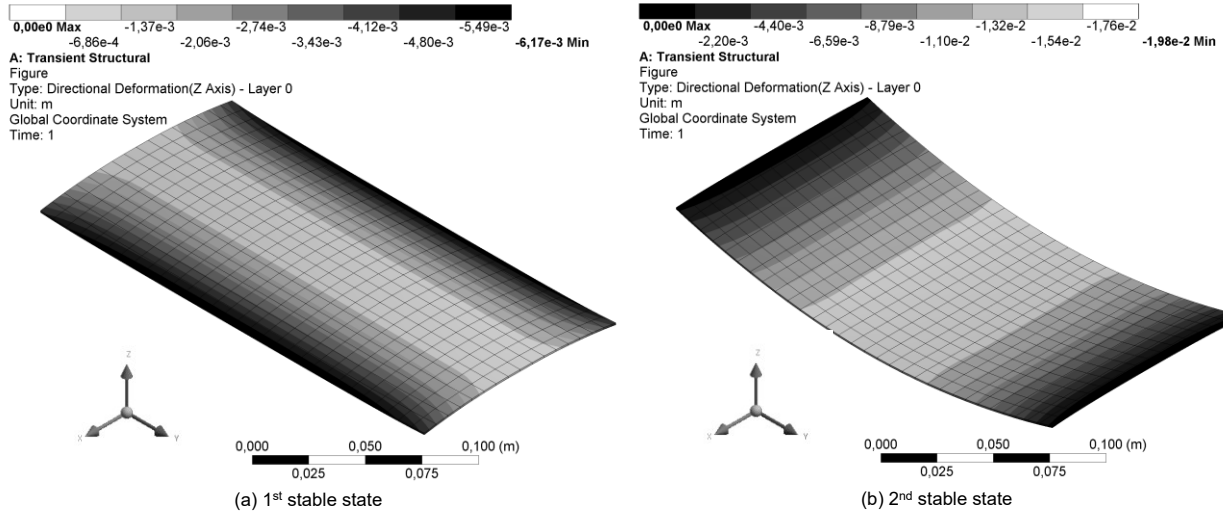 0,00e0 Max -1,37e-3 -2,74e-3 -4,12e-3 -5,49e-3
-6,86e-4 -2,06e-3 -3,43e-3 -4,80e-3 -6,17e-3 Min
A: Transient Structural
Figure
Type: Directional Deformation(Z Axis) - Layer 0
Unit: m
Global Coordinate System
Time: 1
Z
X Y
0,000 0,050 0,100 (m)
0,025 0,075
(a) 1st stable state
0,00e0 Max -4,40e-3 -8,79e-3 -1,32e-2 -1,76e-2
-2,20e-3 -6,59e-3 -1,10e-2 -1,54e-2 -1,98e-2 Min
A: Transient Structural
Figure
Type: Directional Deformation(Z Axis) - Layer 0
Unit: m
Global Coordinate System
Time: 1
Z
X Y
0,000 0,050 0,100 (m)
0,025 0,075
(b) 2nd stable state